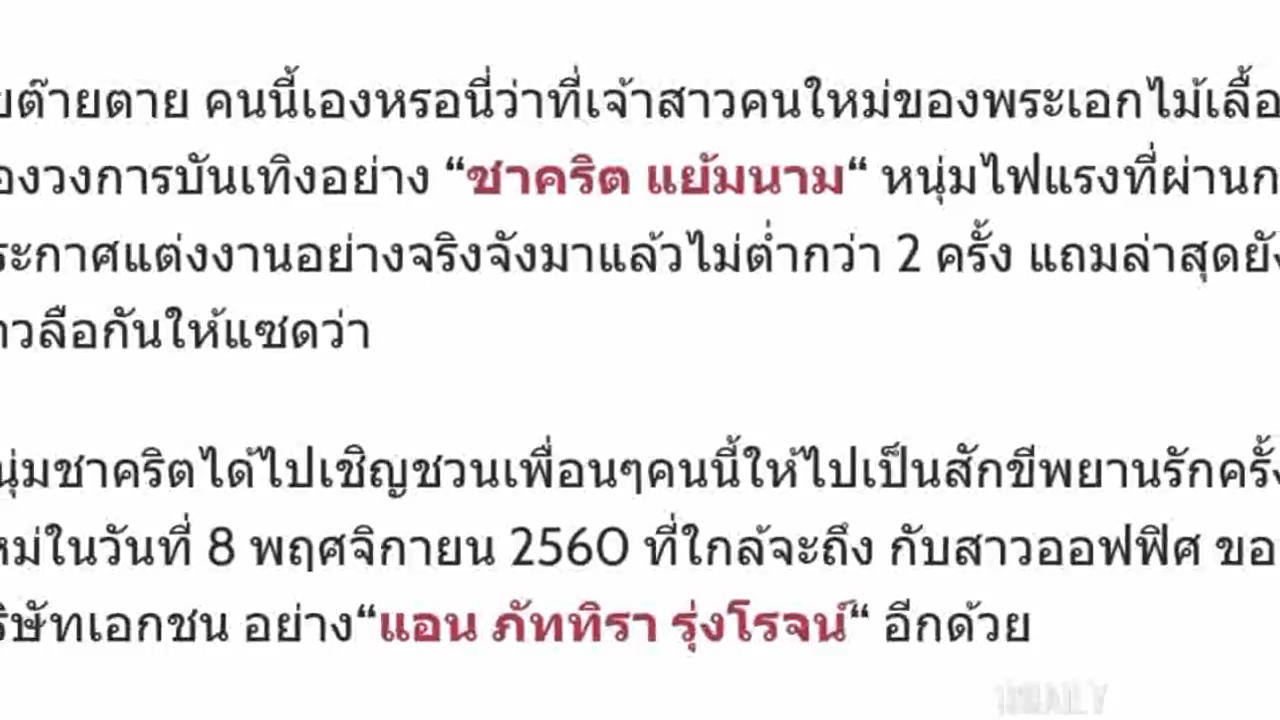 ยต๊ายตาย คนนี้เองหรอนี่ว่าที่เจ้าสาวคนใหม่ของพระเอกไม้เลื้อ
องวงการบันเทิงอย่าง “ชาคริต แย้มนาม“ หนุ่มไฟแรงที่ผ่านก
ระกาศแต่งงานอย่างจริงจังมาแล้วไม่ต่ำกว่า 2 ครั้ง แถมล่าสุดยัง
าวลือกันให้แซดว่า
นุ่มชาคริตได้ไปเชิญชวนเพื่อนๆคนนี้ให้ไปเป็นสักขีพยานรักครั้ง
หม่ในวันที่ 8 พฤศจิกายน 2560 ที่ใกล้จะถึง กับสาวออฟฟิศ ขอ
ริษัทเอกชน อย่าง“แอน ภัททิรา รุ่งโรจน์“ อีกด้วย